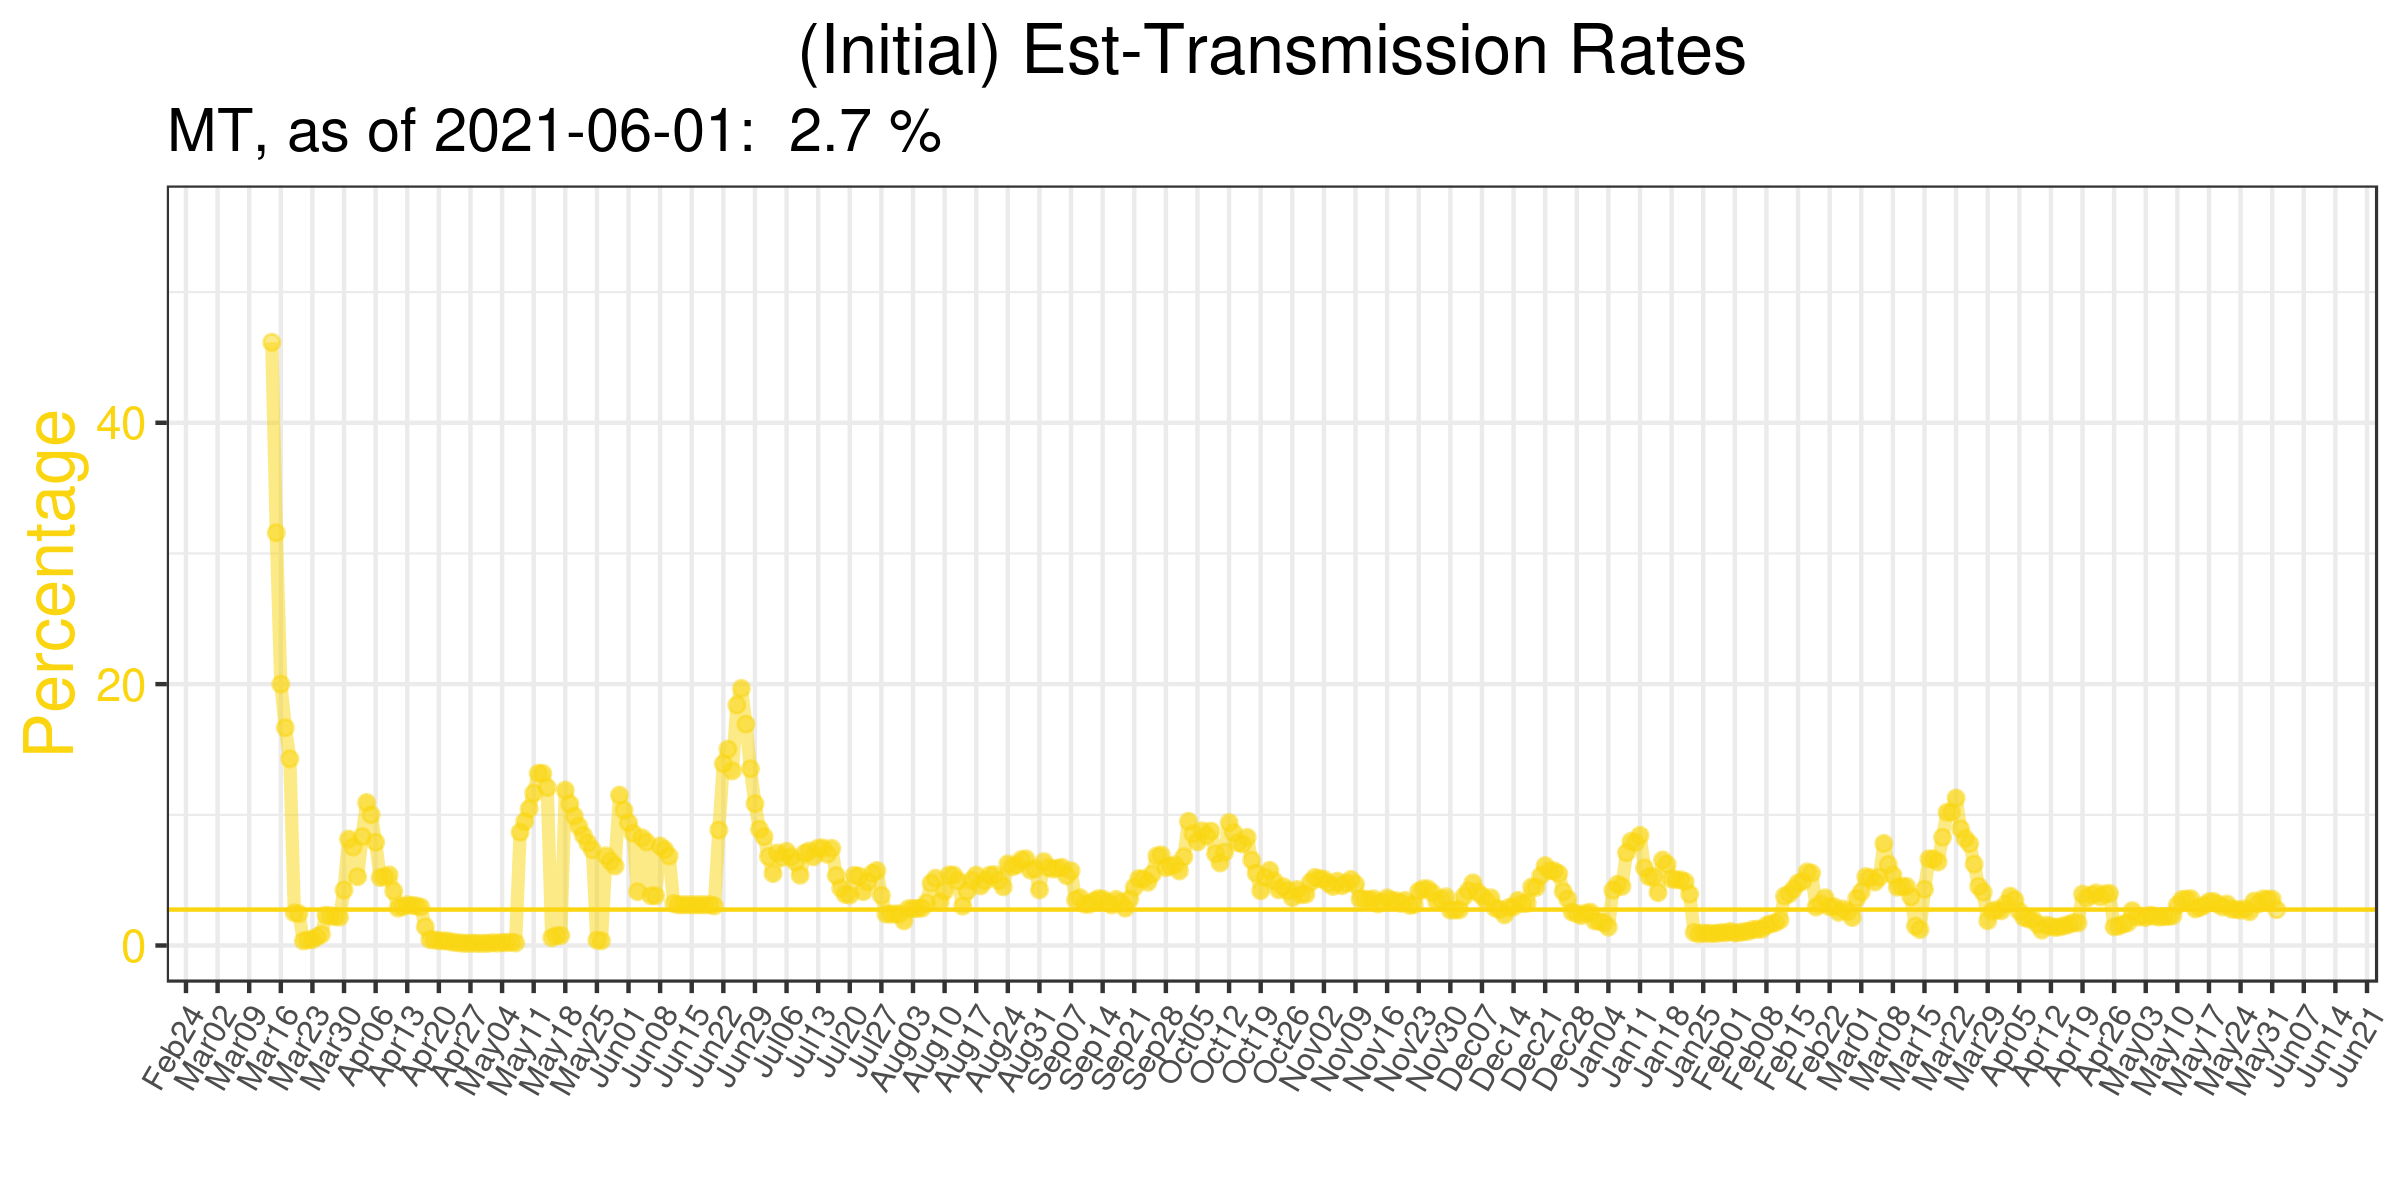 (Initial) Est-Transmission Rates
MT, as of 2021-06-01:  2.7 %
Percentage
40
20
0
Feb24
Mar02
Mar09
Mar16
Mar23
Mar30
Apr06
Apr13
Apr20
Apr27
May04
May11
May18
May25
Jun01
Jun08
Jun15
Jun22
Jun29
Jul06
Jul13
Jul20
Jul27
Aug03
Aug10
Aug17
Aug24
Aug31
Sep07
Sep14
Sep21
Sep28
Oct05
Oct12
Oct19
Oct26
Nov02
Nov09
Nov16
Nov23
Nov30
Dec07
Dec14
Dec21
Dec28
Jan04
Jan11
Jan18
Jan25
Feb01
Feb08
Feb15
Feb22
Mar01
Mar08
Mar15
Mar22
Mar29
Apr05
Apr12
Apr19
Apr26
May03
May10
May17
May24
May31
Jun07
Jun14
Jun21